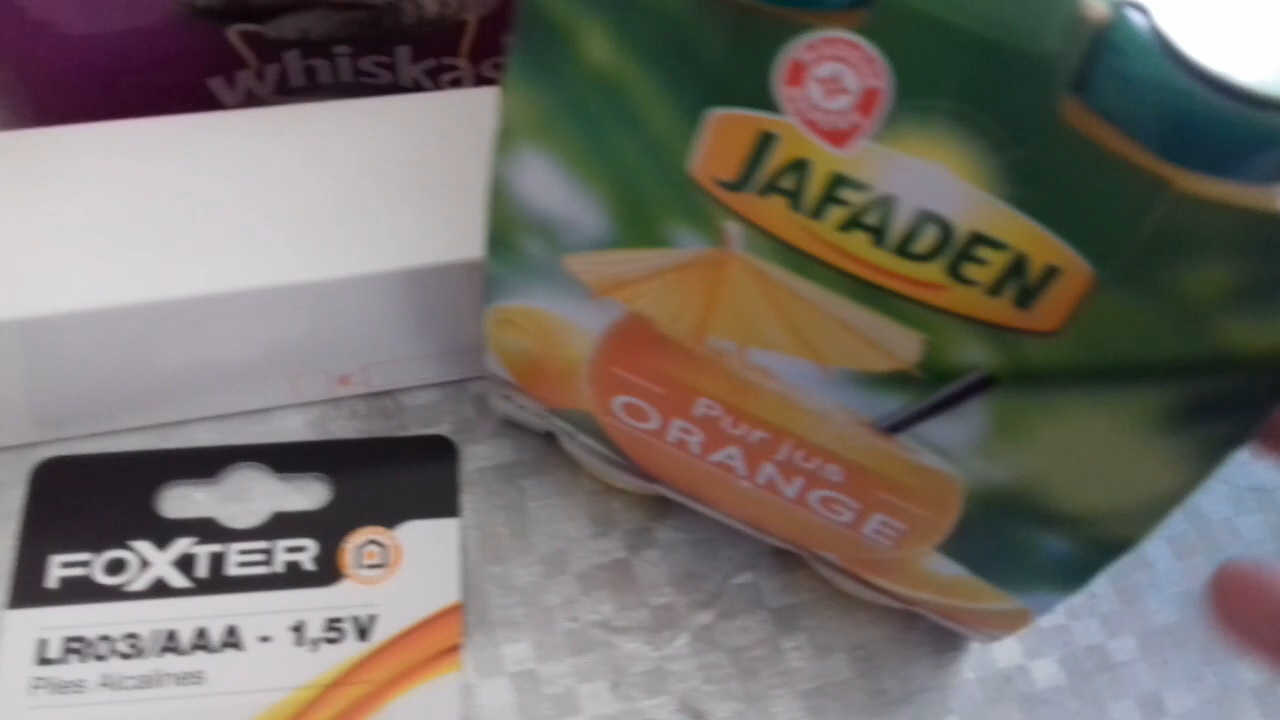 whiskas
JAFADEN
Pur jus
ORANGE
FOXTER
LR03/AAA - 1,5V
Piles Alcalines